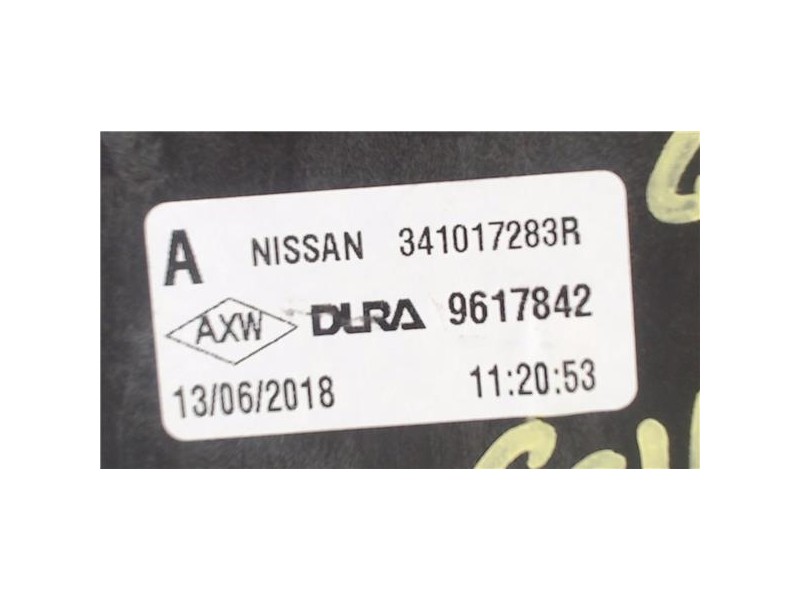 A NISSAN 341017283R
AXW DURA 9617842
13/06/2018 11:20:53